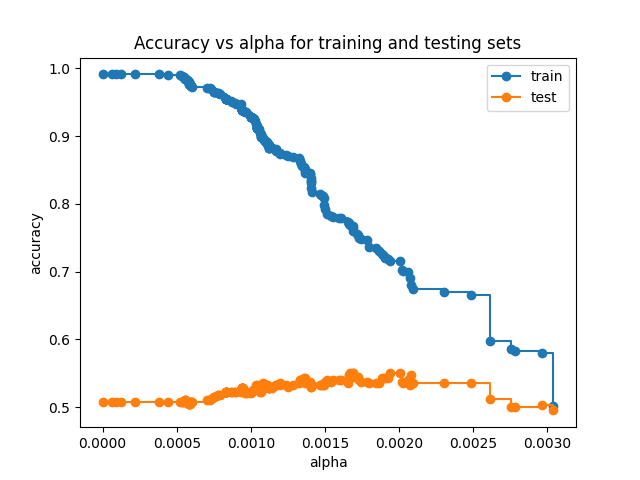 Accuracy vs alpha for training and testing sets
train
test
1.0
0.9
0.8
0.7
0.6
0.5
accuracy
0.0000 0.0005 0.0010 0.0015 0.0020 0.0025 0.0030
alpha